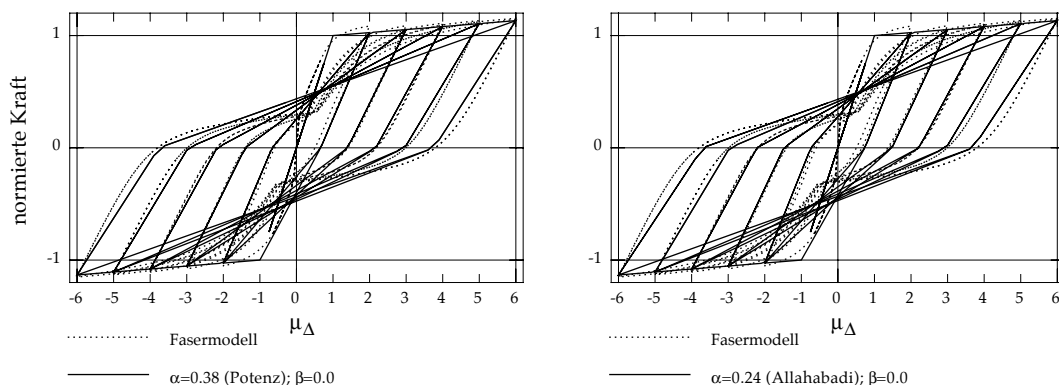 1
0
-1
normierte Kraft
-6 -5 -4 -3 -2 -1 0 1 2 3 4 5 6
μΔ
Fasermodell
α=0.38 (Potenz); β=0.0
1
0
-1
-6 -5 -4 -3 -2 -1 0 1 2 3 4 5 6
μΔ
Fasermodell
α=0.24 (Allahabadi); β=0.0